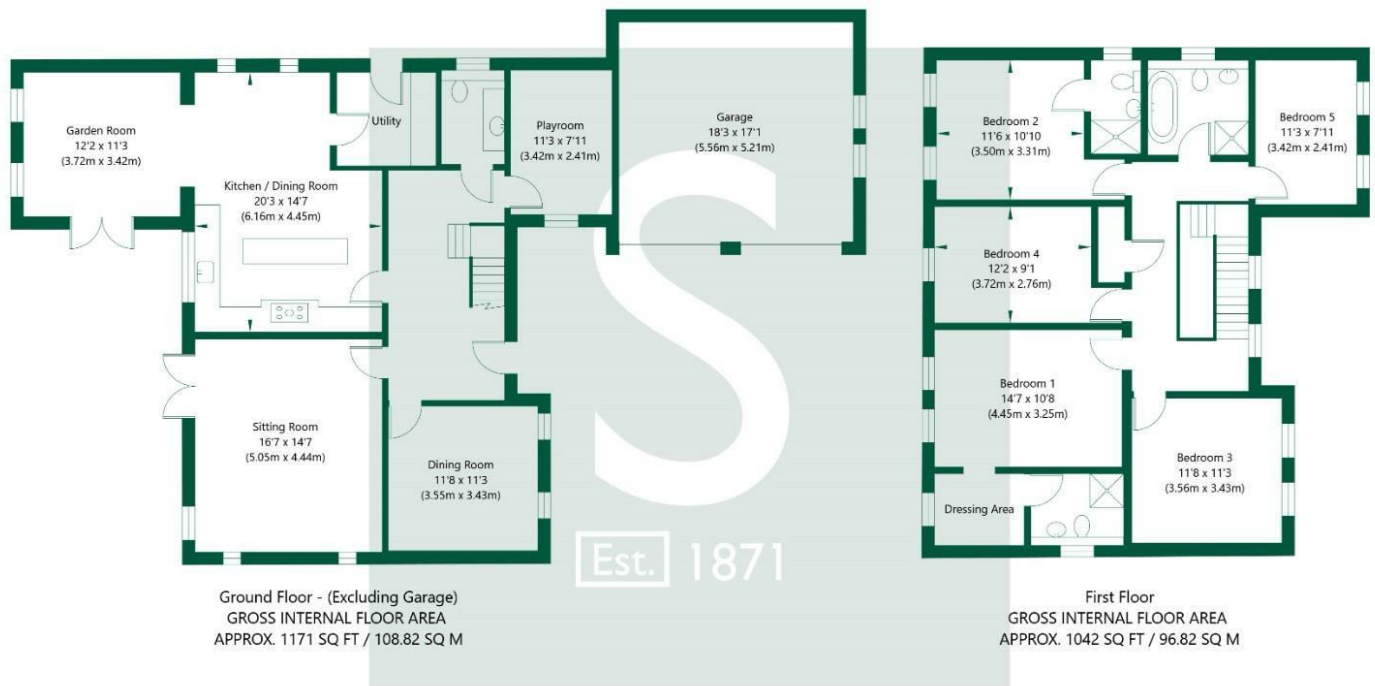 Garden Room
12'2 x 11'3
(3.72m x 3.42m)
Kitchen / Dining Room
20'3 x 14'7
(6.16m x 4.45m)
Utility
Playroom
11'3 x 7'11
(3.42m x 2.41m)
Garage
18'3 x 17'1
(5.56m x 5.21m)
Sitting Room
16'7 x 14'7
(5.05m x 4.44m)
Dining Room
11'8 x 11'3
(3.55m x 3.43m)
Ground Floor - (Excluding Garage)
GROSS INTERNAL FLOOR AREA
APPROX. 1171 SQ FT / 108.82 SQ M
S
Est. 1871
Bedroom 2
11'6 x 10'10
(3.50m x 3.31m)
Bedroom 5
11'3 x 7'11
(3.42m x 2.41m)
Bedroom 4
12'2 x 9'1
(3.72m x 2.76m)
Bedroom 1
14'7 x 10'8
(4.45m x 3.25m)
Bedroom 3
11'8 x 11'3
(3.56m x 3.43m)
Dressing Area
First Floor
GROSS INTERNAL FLOOR AREA
APPROX. 1042 SQ FT / 96.82 SQ M